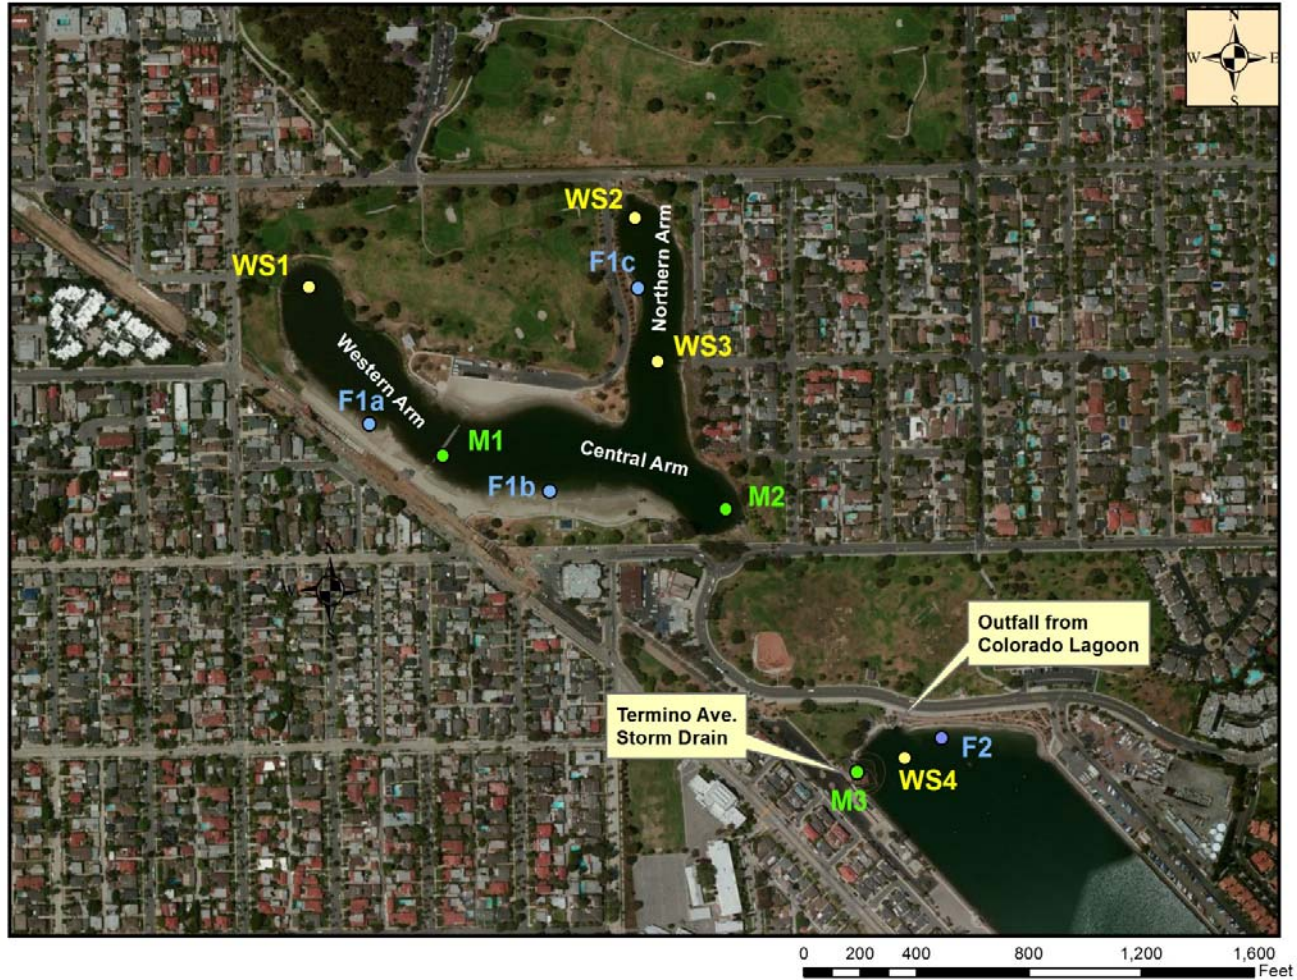 N
W E
S
WS2
Northern Arm
F1c
WS1
WS3
Western Arm
F1a
M1
Central Arm
F1b
M2
Outfall from
Colorado Lagoon
Termino Ave.
Storm Drain
F2
WS4
M3
0 200 400 800 1,200 1,600
Feet